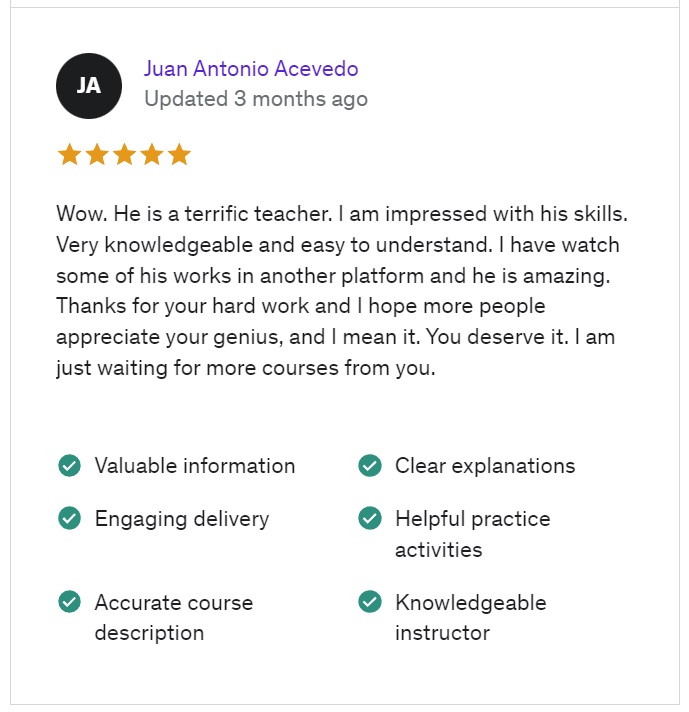 JA
Juan Antonio Acevedo
Updated 3 months ago
Wow. He is a terrific teacher. I am impressed with his skills.
Very knowledgeable and easy to understand. I have watch
some of his works in another platform and he is amazing.
Thanks for your hard work and I hope more people
appreciate your genius, and I mean it. You deserve it. I am
just waiting for more courses from you.
Valuable information
Clear explanations
Engaging delivery
Helpful practice
activities
Accurate course
description
Knowledgeable
instructor